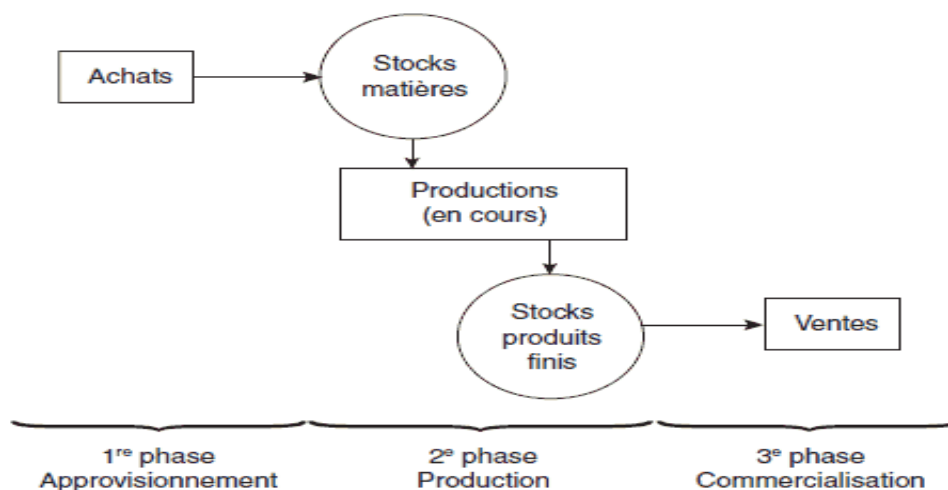 Achats
Stocks
matières
Productions
(en cours)
Stocks
produits
finis
Ventes
1re phase
Approvisionnement
2e phase
Production
3e phase
Commercialisation